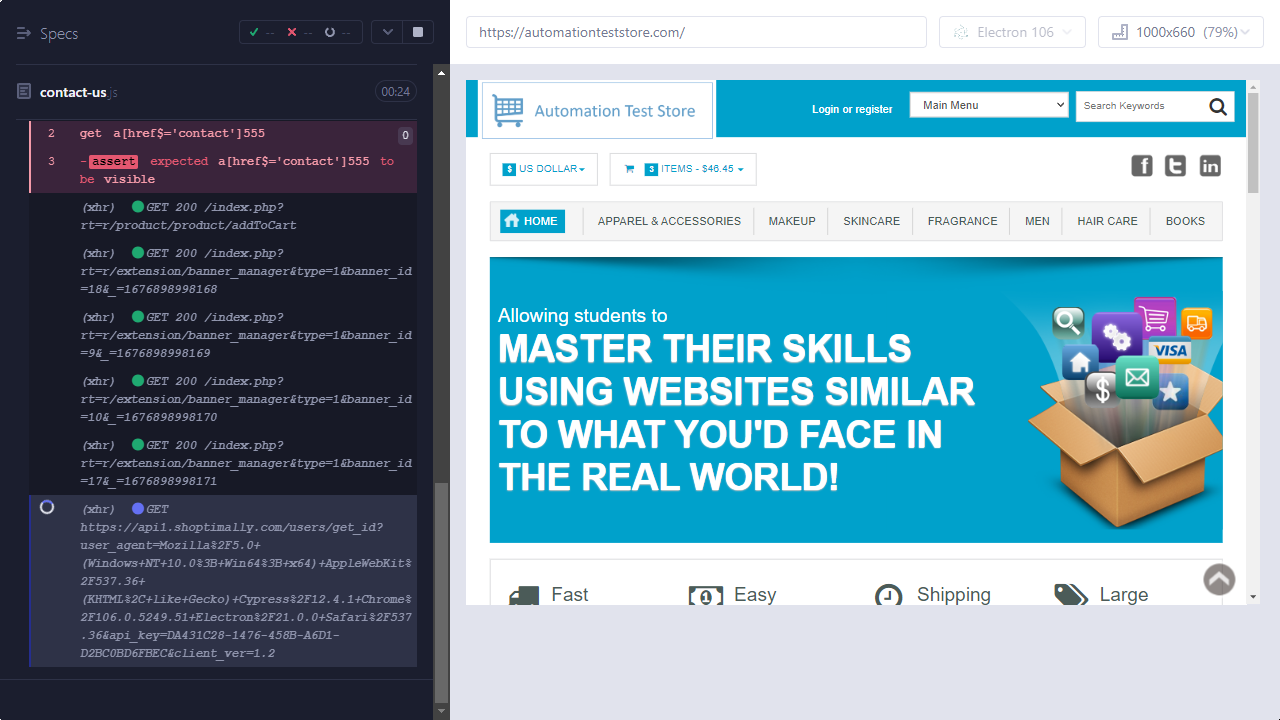 Specs
--
--
--
contact-us.js
00:24
2 get a[href$='contact']555 0
3 -assert expected a[href$='contact']555 to
be visible
(xhr) GET 200 /index.php?
rt=r/product/product/addToCart
(xhr) GET 200 /index.php?
rt=r/extension/banner_manager&type=1&banner_id
=18&_=1676898998168
(xhr) GET 200 /index.php?
rt=r/extension/banner_manager&type=1&banner_id
=9&_=1676898998169
(xhr) GET 200 /index.php?
rt=r/extension/banner_manager&type=1&banner_id
=10&_=1676898998170
(xhr) GET 200 /index.php?
rt=r/extension/banner_manager&type=1&banner_id
=17&_=1676898998171
(xhr) GET
https://api1.shoptimally.com/users/get_id?
user_agent=Mozilla%2F5.0+
(Windows+NT+10.0%3B+Win64%3B+x64)+AppleWebKit%
2F537.36+
(KHTML%2C+like+Gecko)+Cypress%2F12.4.1+Chrome%
2F106.0.5249.51+Electron%2F21.0.0+Safari%2F537
.36&api_key=DA431C28-1476-458B-A6D1-
D2BC0BD6FBEC&client_ver=1.2
https://automationteststore.com/
Electron 106
1000x660 (79%)
Automation Test Store
Login or register
Main Menu
Search Keywords
$ US DOLLAR
3 ITEMS - $46.45
f t in
HOME
APPAREL & ACCESSORIES
MAKEUP
SKINCARE
FRAGRANCE
MEN
HAIR CARE
BOOKS
Allowing students to
MASTER THEIR SKILLS
USING WEBSITES SIMILAR
TO WHAT YOU'D FACE IN
THE REAL WORLD!
VISA
$
Fast
1
Easy
Shipping
Large